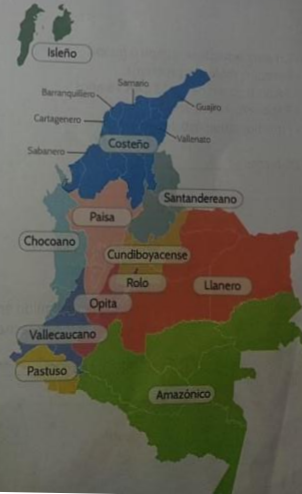 Isleño
Samario
Barranquillero
Guajiro
Cartagenero
Costeño
Vallenato
Sabanero
Santandereano
Paisa
Chocoano
Cundiboyacense
Rolo
Llanero
Opita
Vallecaucano
Pastuso
Amazónico